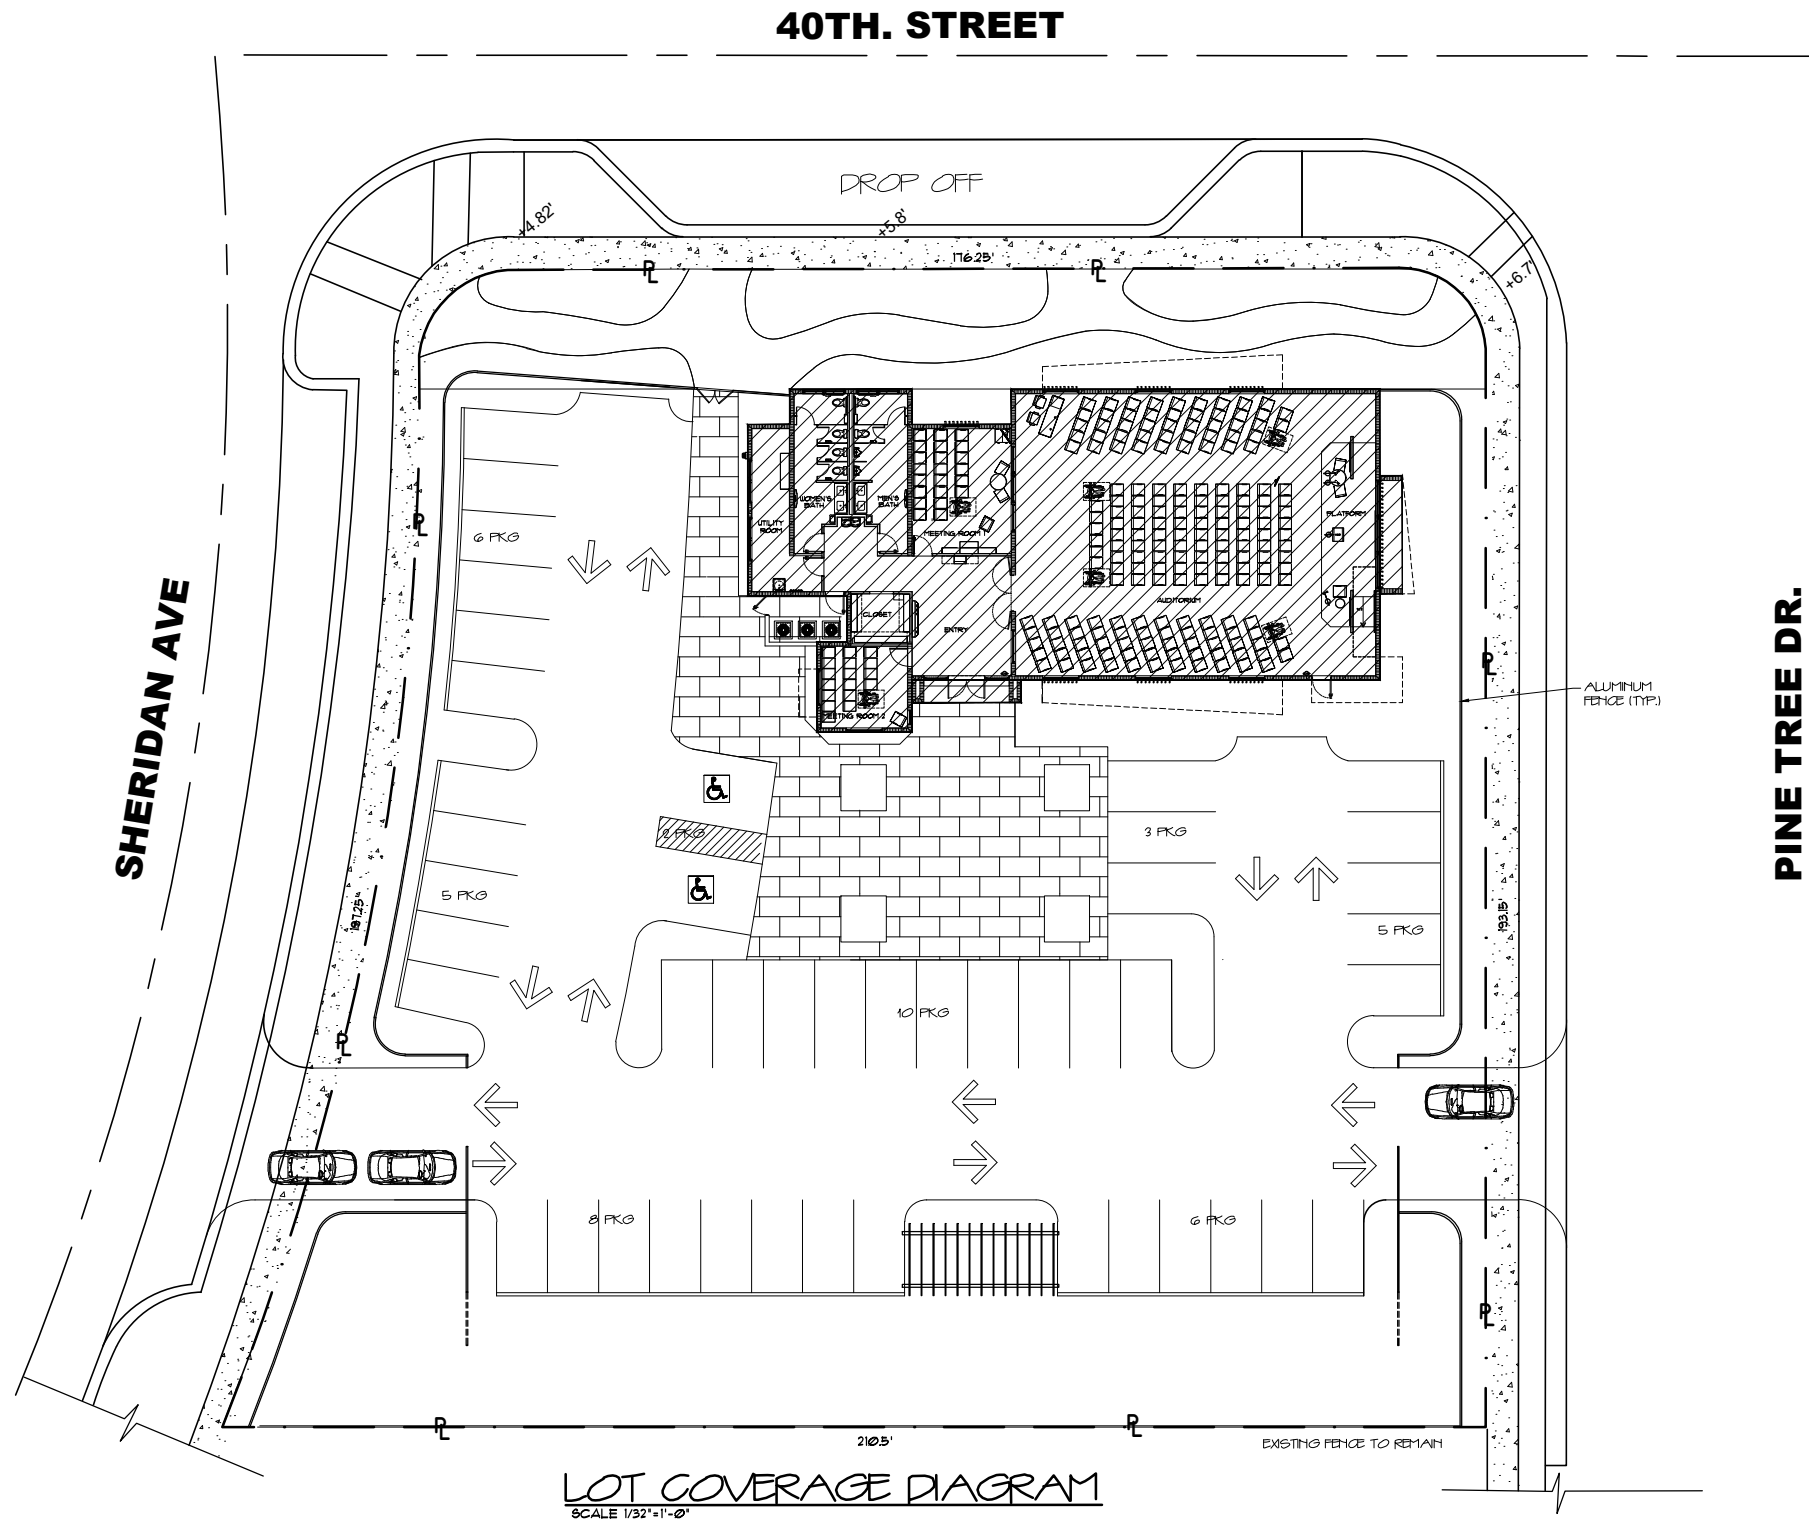 40TH. STREET
DROP OFF
+4.82'
+5.8'
+6.7'
176.25'
PL
PL
SHERIDAN AVE
PINE TREE DR.
PL
6 PKG
WOMEN'S
BATH
MEN'S
BATH
UTILITY
ROOM
MEETING ROOM 1
PLATFORM
AUDITORIUM
CLOSET
ENTRY
MEETING ROOM 2
PL
ALUMINUM
FENCE (TYP.)
2 PKG
3 PKG
5 PKG
197.25'
193.15'
5 PKG
10 PKG
PL
8 PKG
6 PKG
PL
PL
PL
210.5'
EXISTING FENCE TO REMAIN
LOT COVERAGE DIAGRAM
SCALE 1/32"=1'-0"